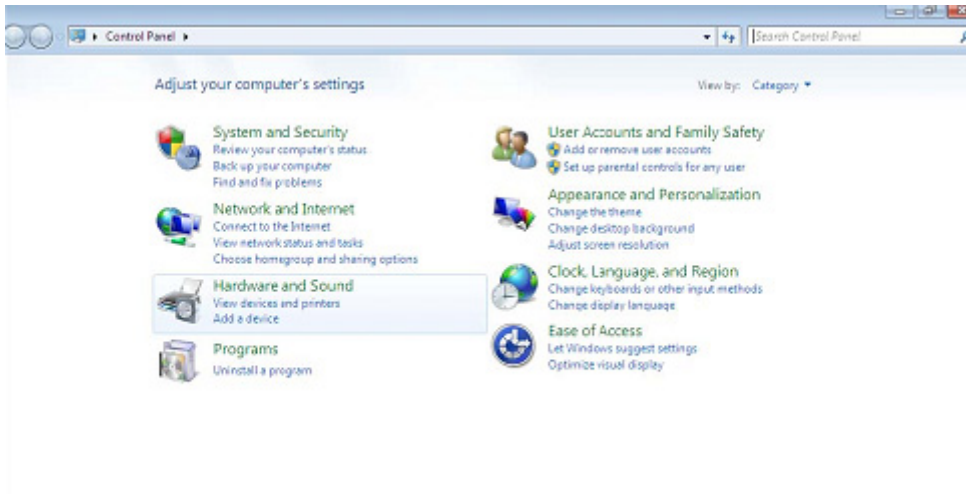 Control Panel
Search Control Panel
Adjust your computer's settings
View by: Category
System and Security
Review your computer's status
Back up your computer
Find and fix problems
Network and Internet
Connect to the Internet
View network status and tasks
Choose homegroup and sharing options
Hardware and Sound
View devices and printers
Add a device
Programs
Uninstall a program
User Accounts and Family Safety
Add or remove user accounts
Set up parental controls for any user
Appearance and Personalization
Change the theme
Change desktop background
Adjust screen resolution
Clock, Language, and Region
Change keyboards or other input methods
Change display language
Ease of Access
Let Windows suggest settings
Optimize visual display